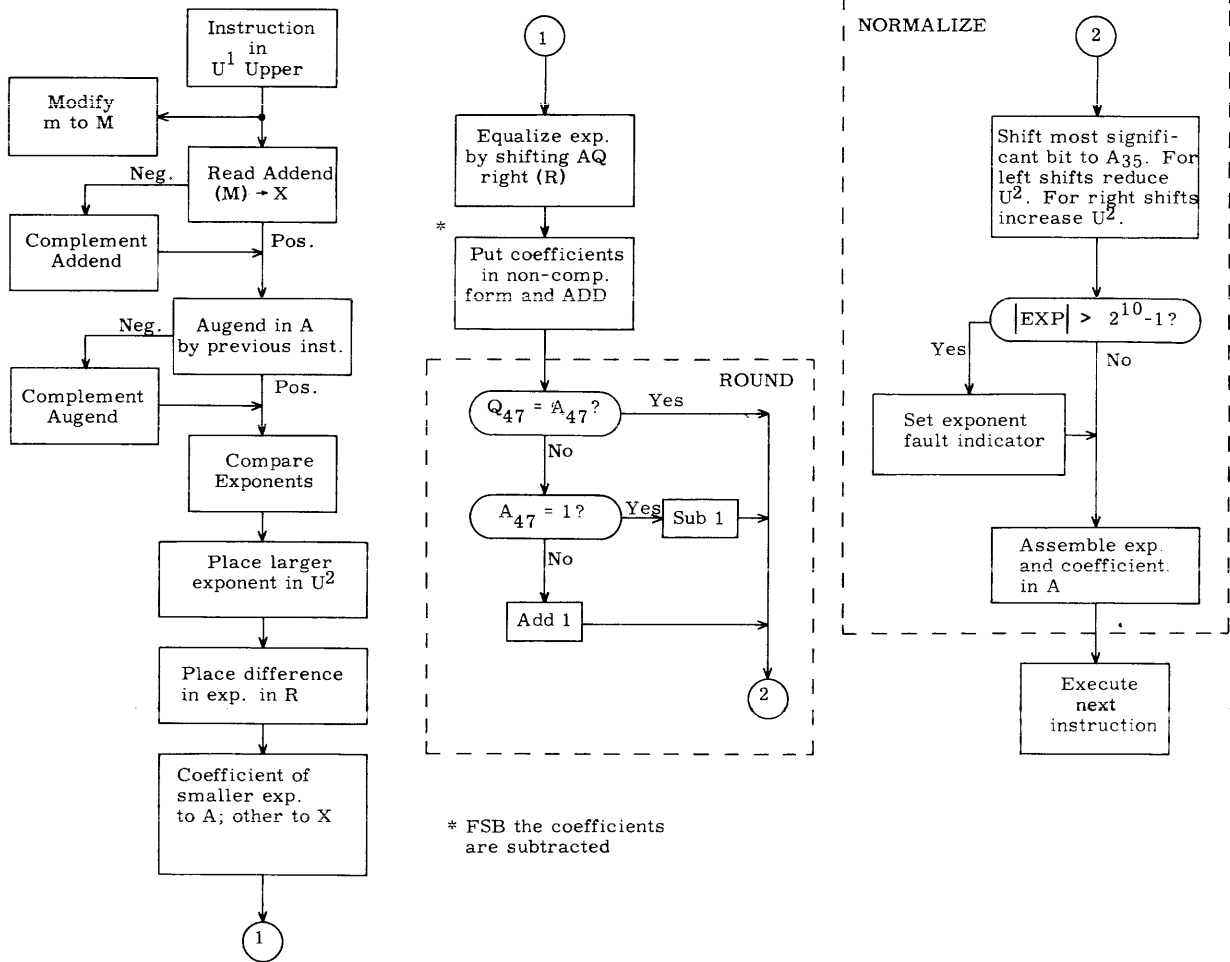 Instruction
in
U¹ Upper
Modify
m to M
Neg.
Read Addend
(M) → X
Complement
Addend
Pos.
Neg.
Augend in A
by previous inst.
Complement
Augend
Pos.
Compare
Exponents
Place larger
exponent in U²
Place difference
in exp. in R
Coefficient of
smaller exp.
to A; other to X
1
1
Equalize exp.
by shifting AQ
right (R)
*
Put coefficients
in non-comp.
form and ADD
ROUND
Q₄₇ = A₄₇?
Yes
No
A₄₇ = 1?
Yes
Sub 1
No
Add 1
2
* FSB the coefficients
are subtracted
NORMALIZE
2
Shift most signifi-
cant bit to A₃₅. For
left shifts reduce
U². For right shifts
increase U².
|EXP| > 2¹⁰-1?
Yes
No
Set exponent
fault indicator
Assemble exp.
and coefficient.
in A
Execute
next
instruction